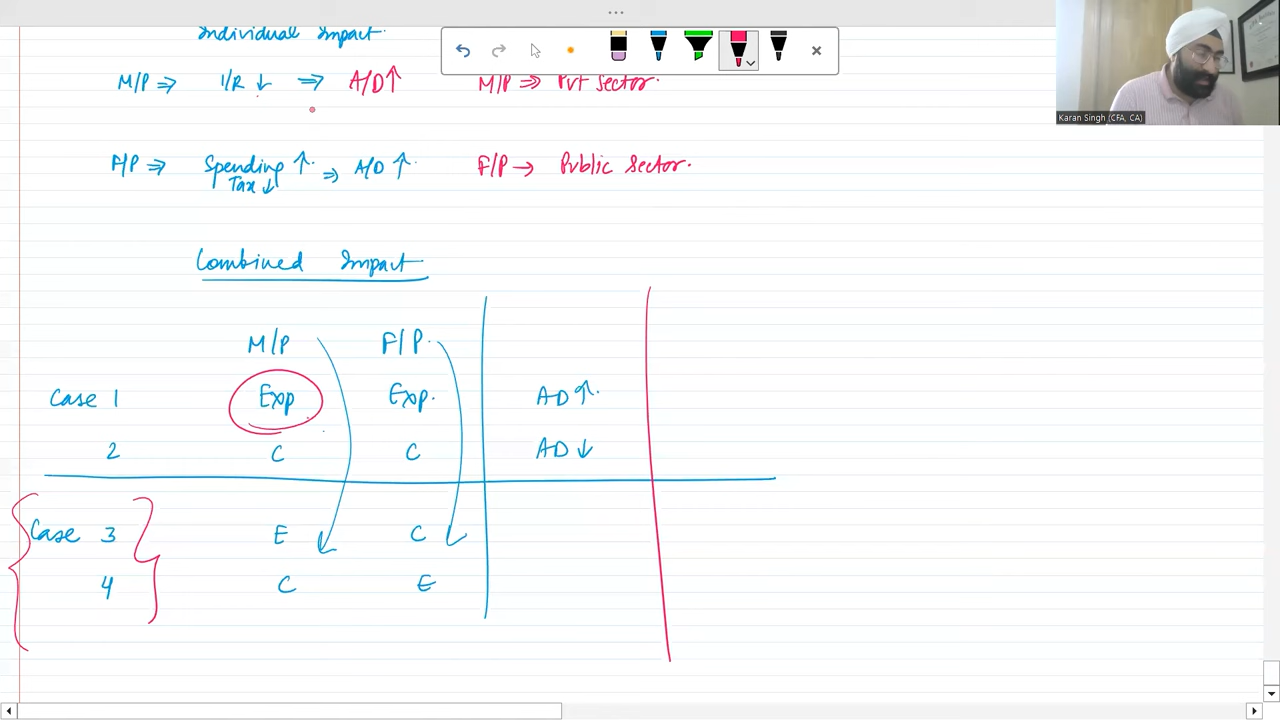 Individual Impact
M/P ⇒ I/R ↓ ⇒ A/D↑ M/P ⇒ Pvt Sector.
F/P ⇒ Spending ↑ ⇒ A/D ↑ F/P → Public Sector.
Tax ↓
Combined Impact
M/P F/P.
Case 1 Exp Exp. AD↑
2 C C AD↓
Case 3 E C
4 C E
Karan Singh (CFA, CA)